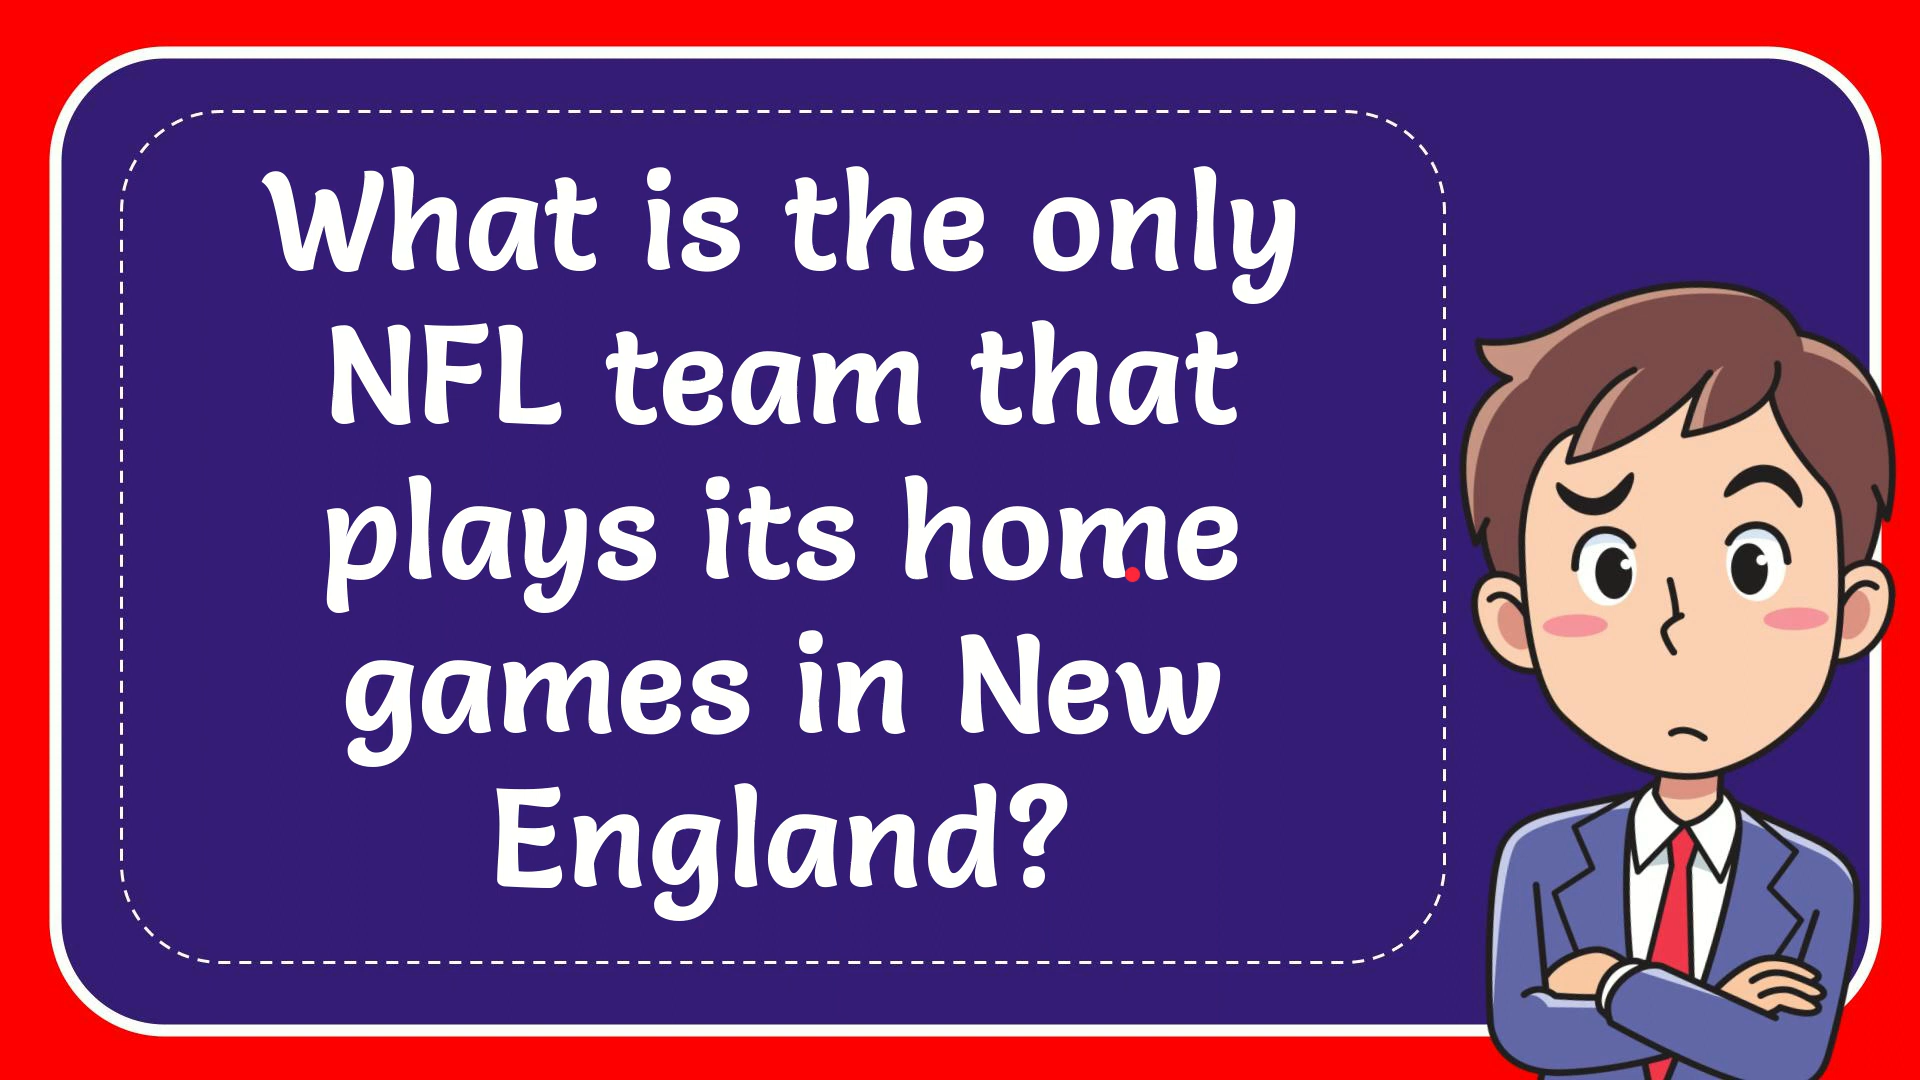 What is the only
NFL team that
plays its home
games in New
England?